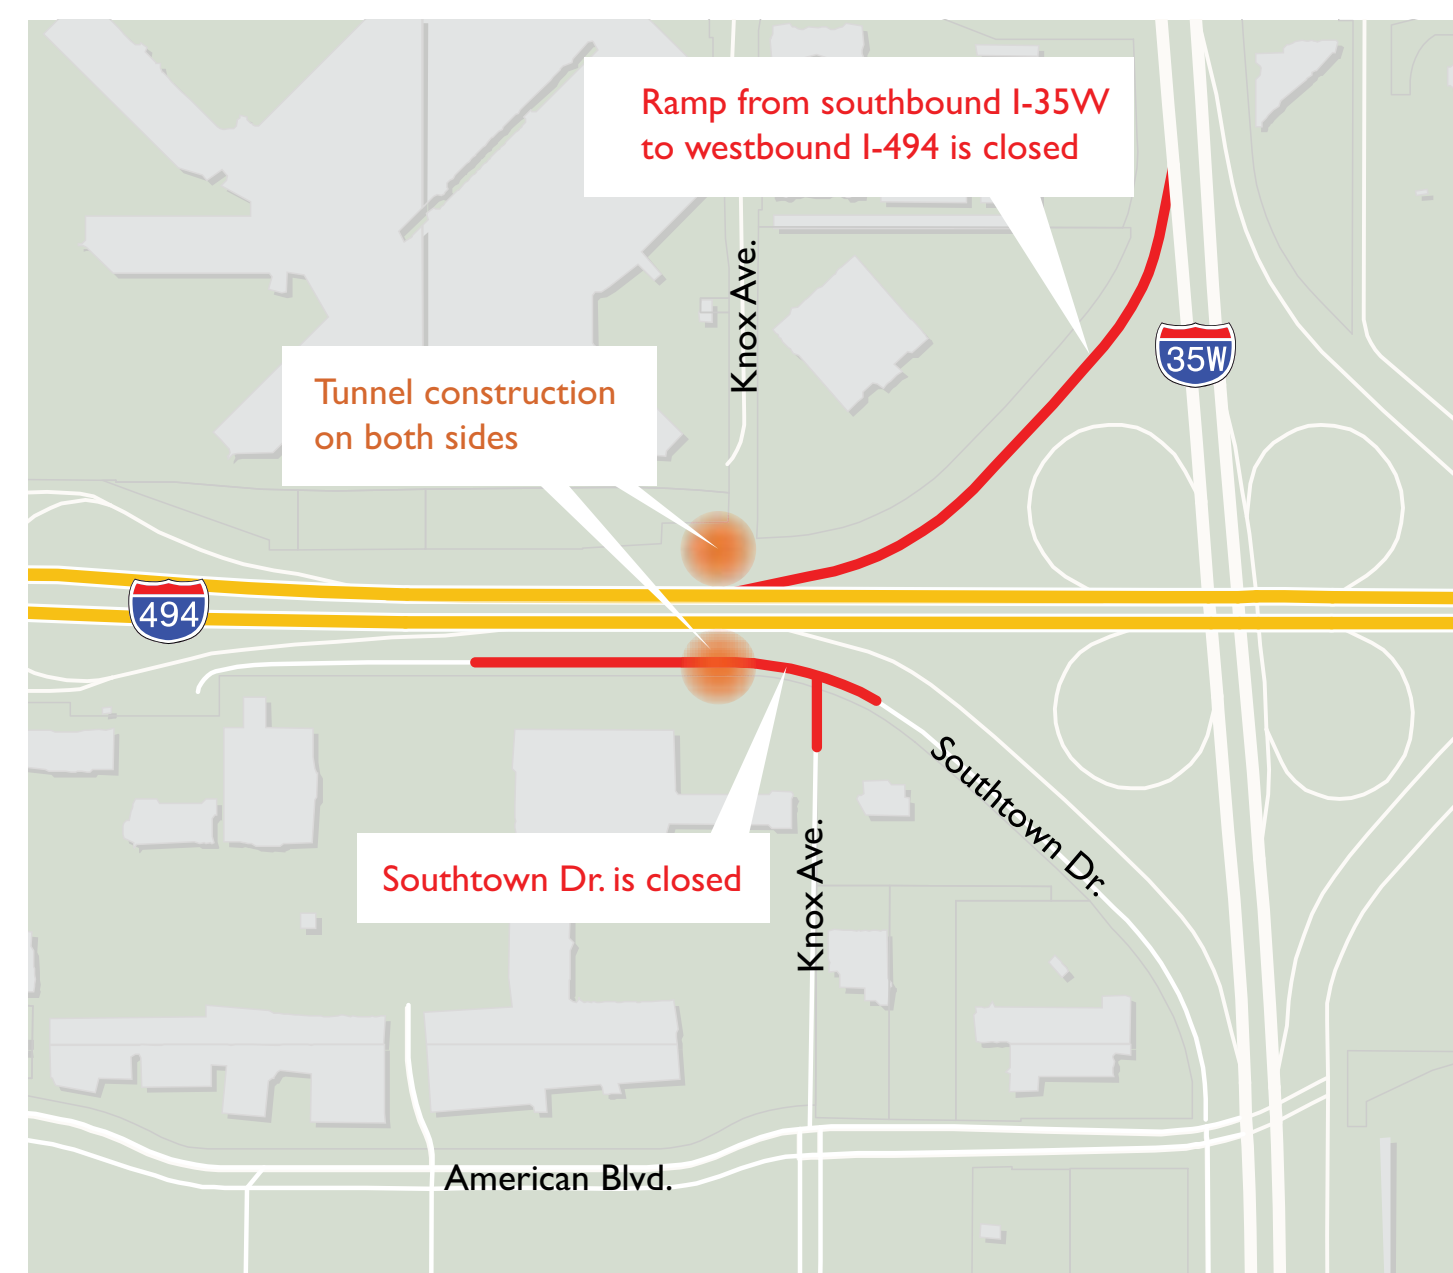 Ramp from southbound I-35W
to westbound I-494 is closed
Knox Ave.
35W
Tunnel construction
on both sides
494
Southtown Dr.
Knox Ave.
Southtown Dr. is closed
American Blvd.